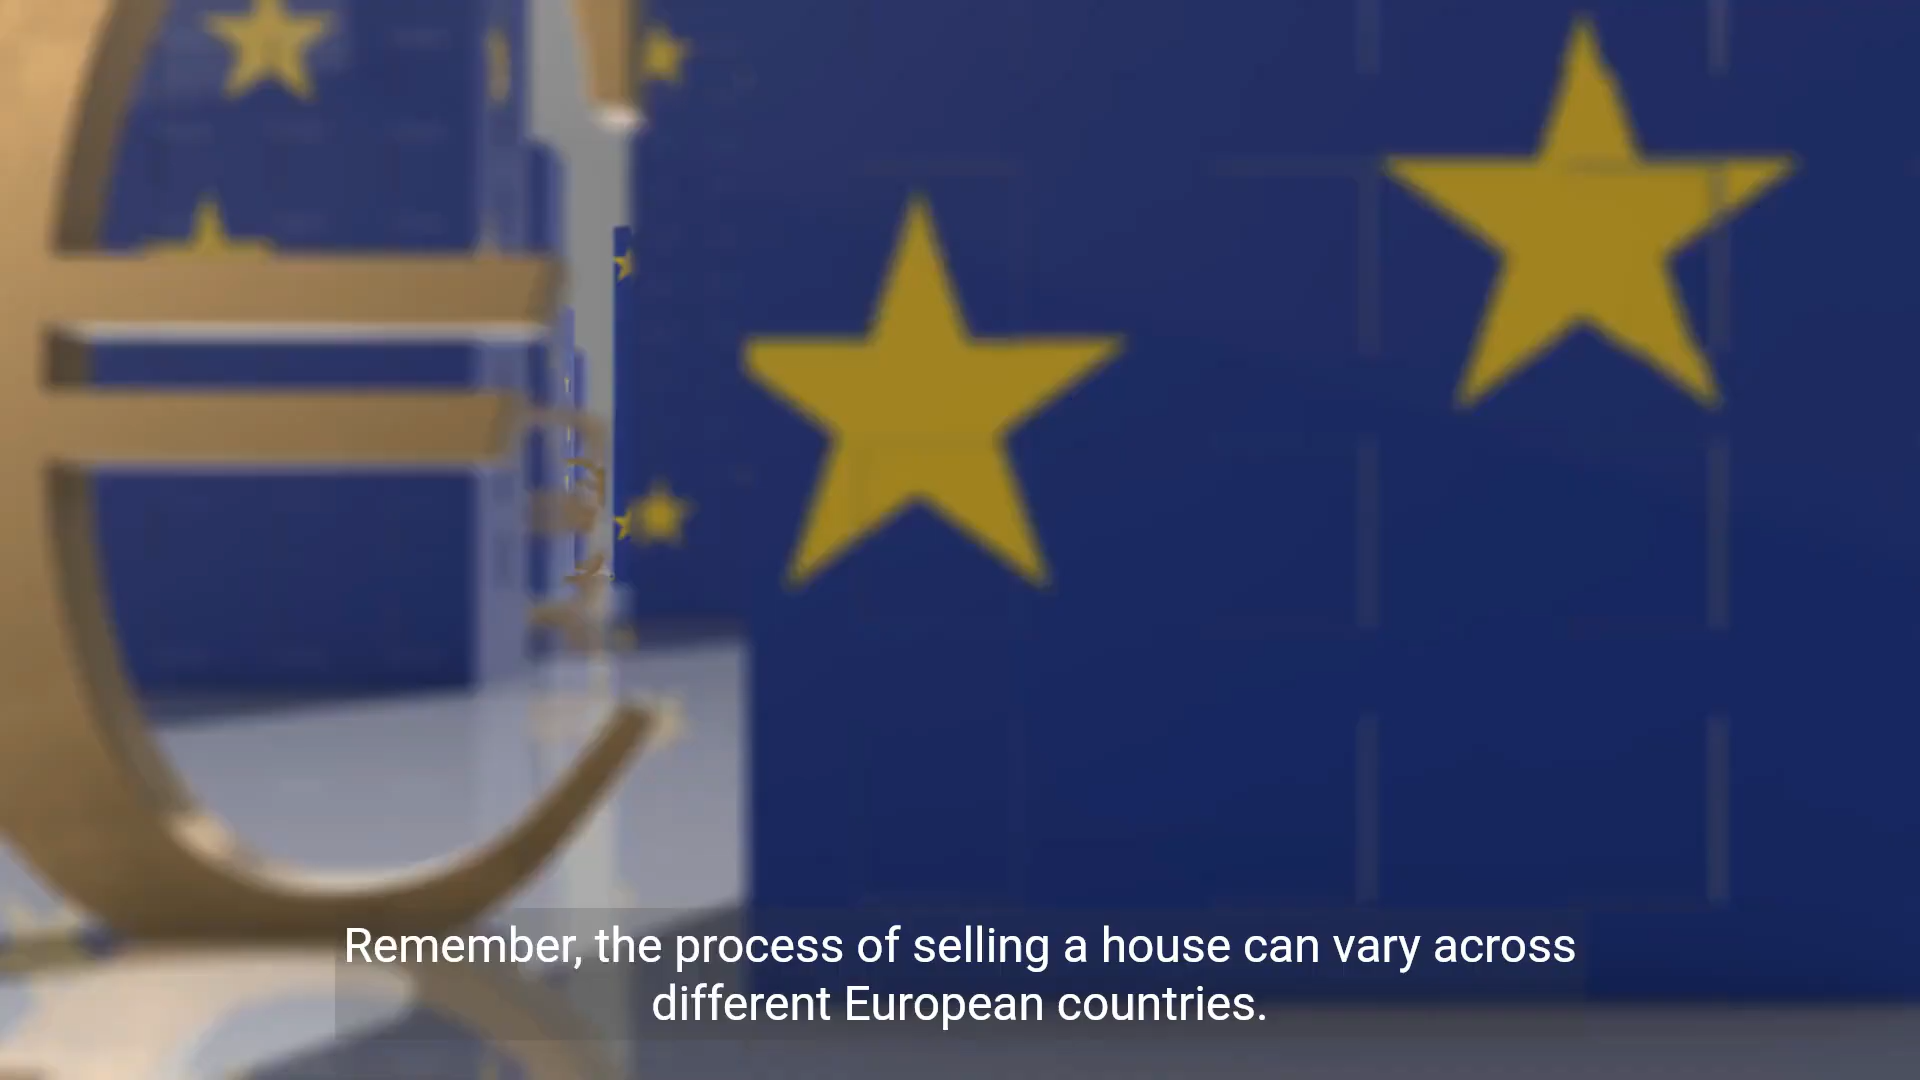 Remember, the process of selling a house can vary across
different European countries.